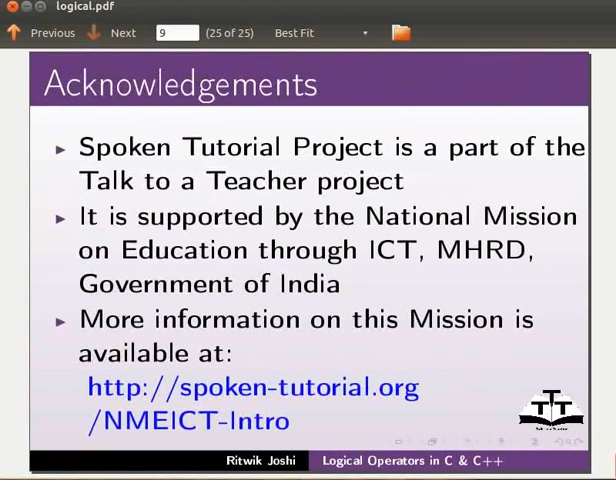 logical.pdf
Previous Next 9 (25 of 25) Best Fit
Acknowledgements
Spoken Tutorial Project is a part of the
Talk to a Teacher project
It is supported by the National Mission
on Education through ICT, MHRD,
Government of India
More information on this Mission is
available at:
http://spoken-tutorial.org
/NMEICT-Intro
Ritwik Joshi Logical Operators in C & C++